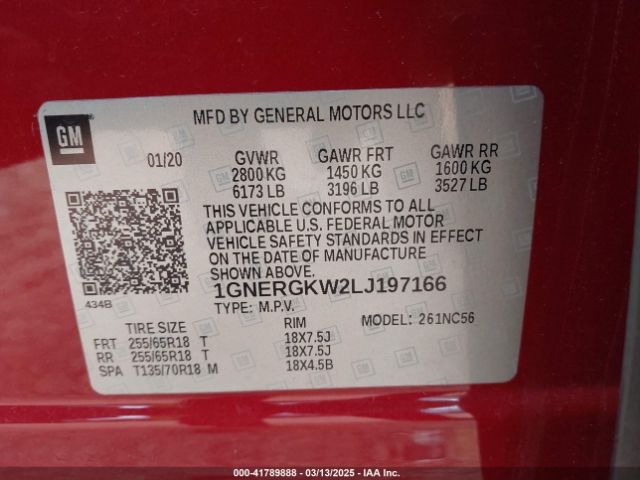 GM
MFD BY GENERAL MOTORS LLC
01/20 GVWR GAWR FRT GAWR RR
2800 KG 1450 KG 1600 KG
6173 LB 3196 LB 3527 LB
THIS VEHICLE CONFORMS TO ALL
APPLICABLE U.S. FEDERAL MOTOR
VEHICLE SAFETY STANDARDS IN EFFECT
ON THE DATE OF MANUFACTURE
SHOWN ABOVE.
434B
1GNERGKW2LJ197166
TYPE: M.P.V.
TIRE SIZE RIM MODEL: 261NC56
FRT 255/65R18 T 18X7.5J
RR 255/65R18 T 18X7.5J
SPA T135/70R18 M 18X4.5B
000-41789888 - 03/13/2025 - IAA Inc.